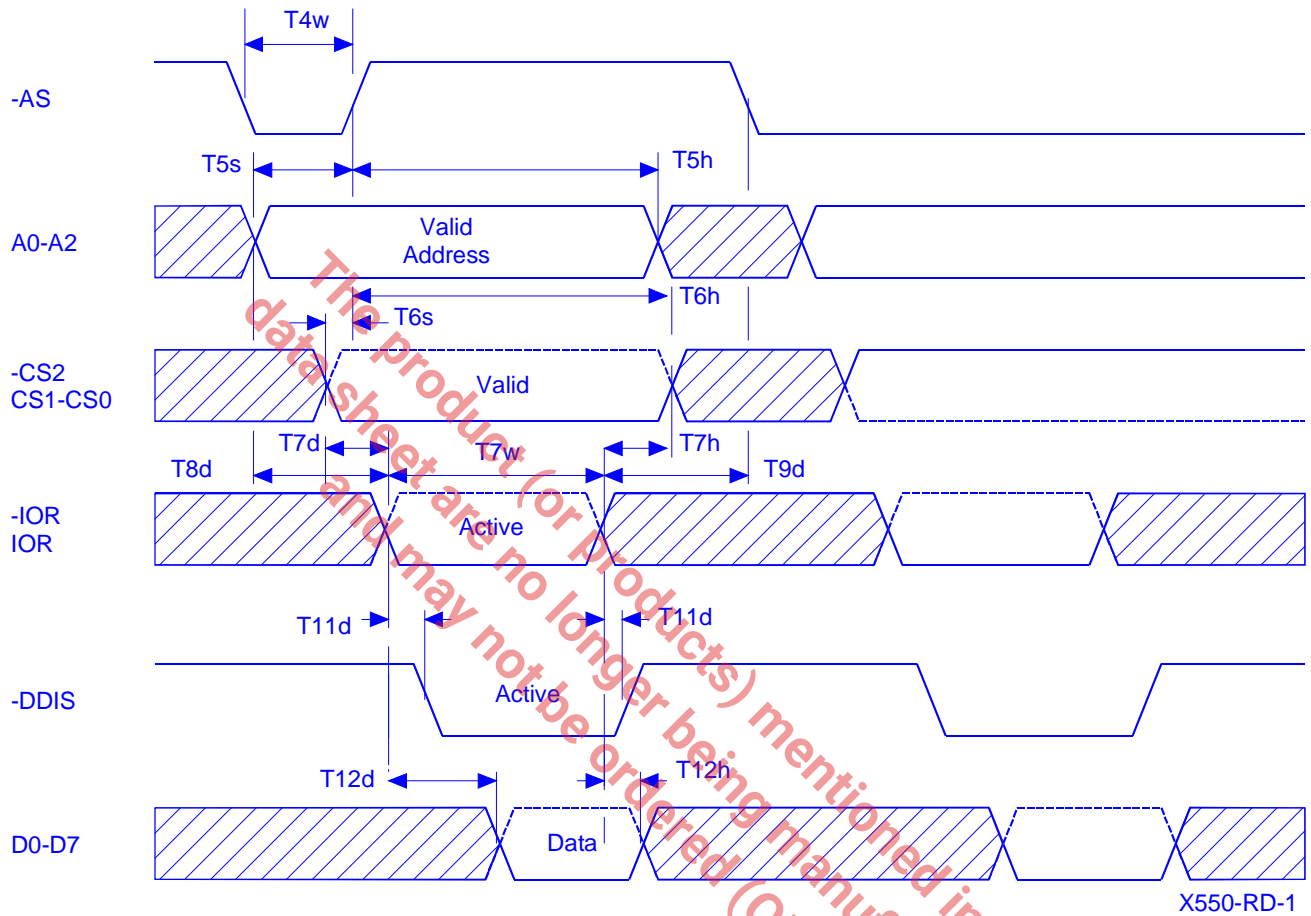 T4w
-AS
T5s
T5h
A0-A2
Valid
Address
T6h
T6s
-CS2
CS1-CS0
Valid
T7d
T7w
T7h
T8d
T9d
-IOR
IOR
Active
T11d
T11d
-DDIS
Active
T12d
T12h
D0-D7
Data
X550-RD-1
The product (or products) mentioned in
data sheet are no longer being manuf
and may not be ordered (O